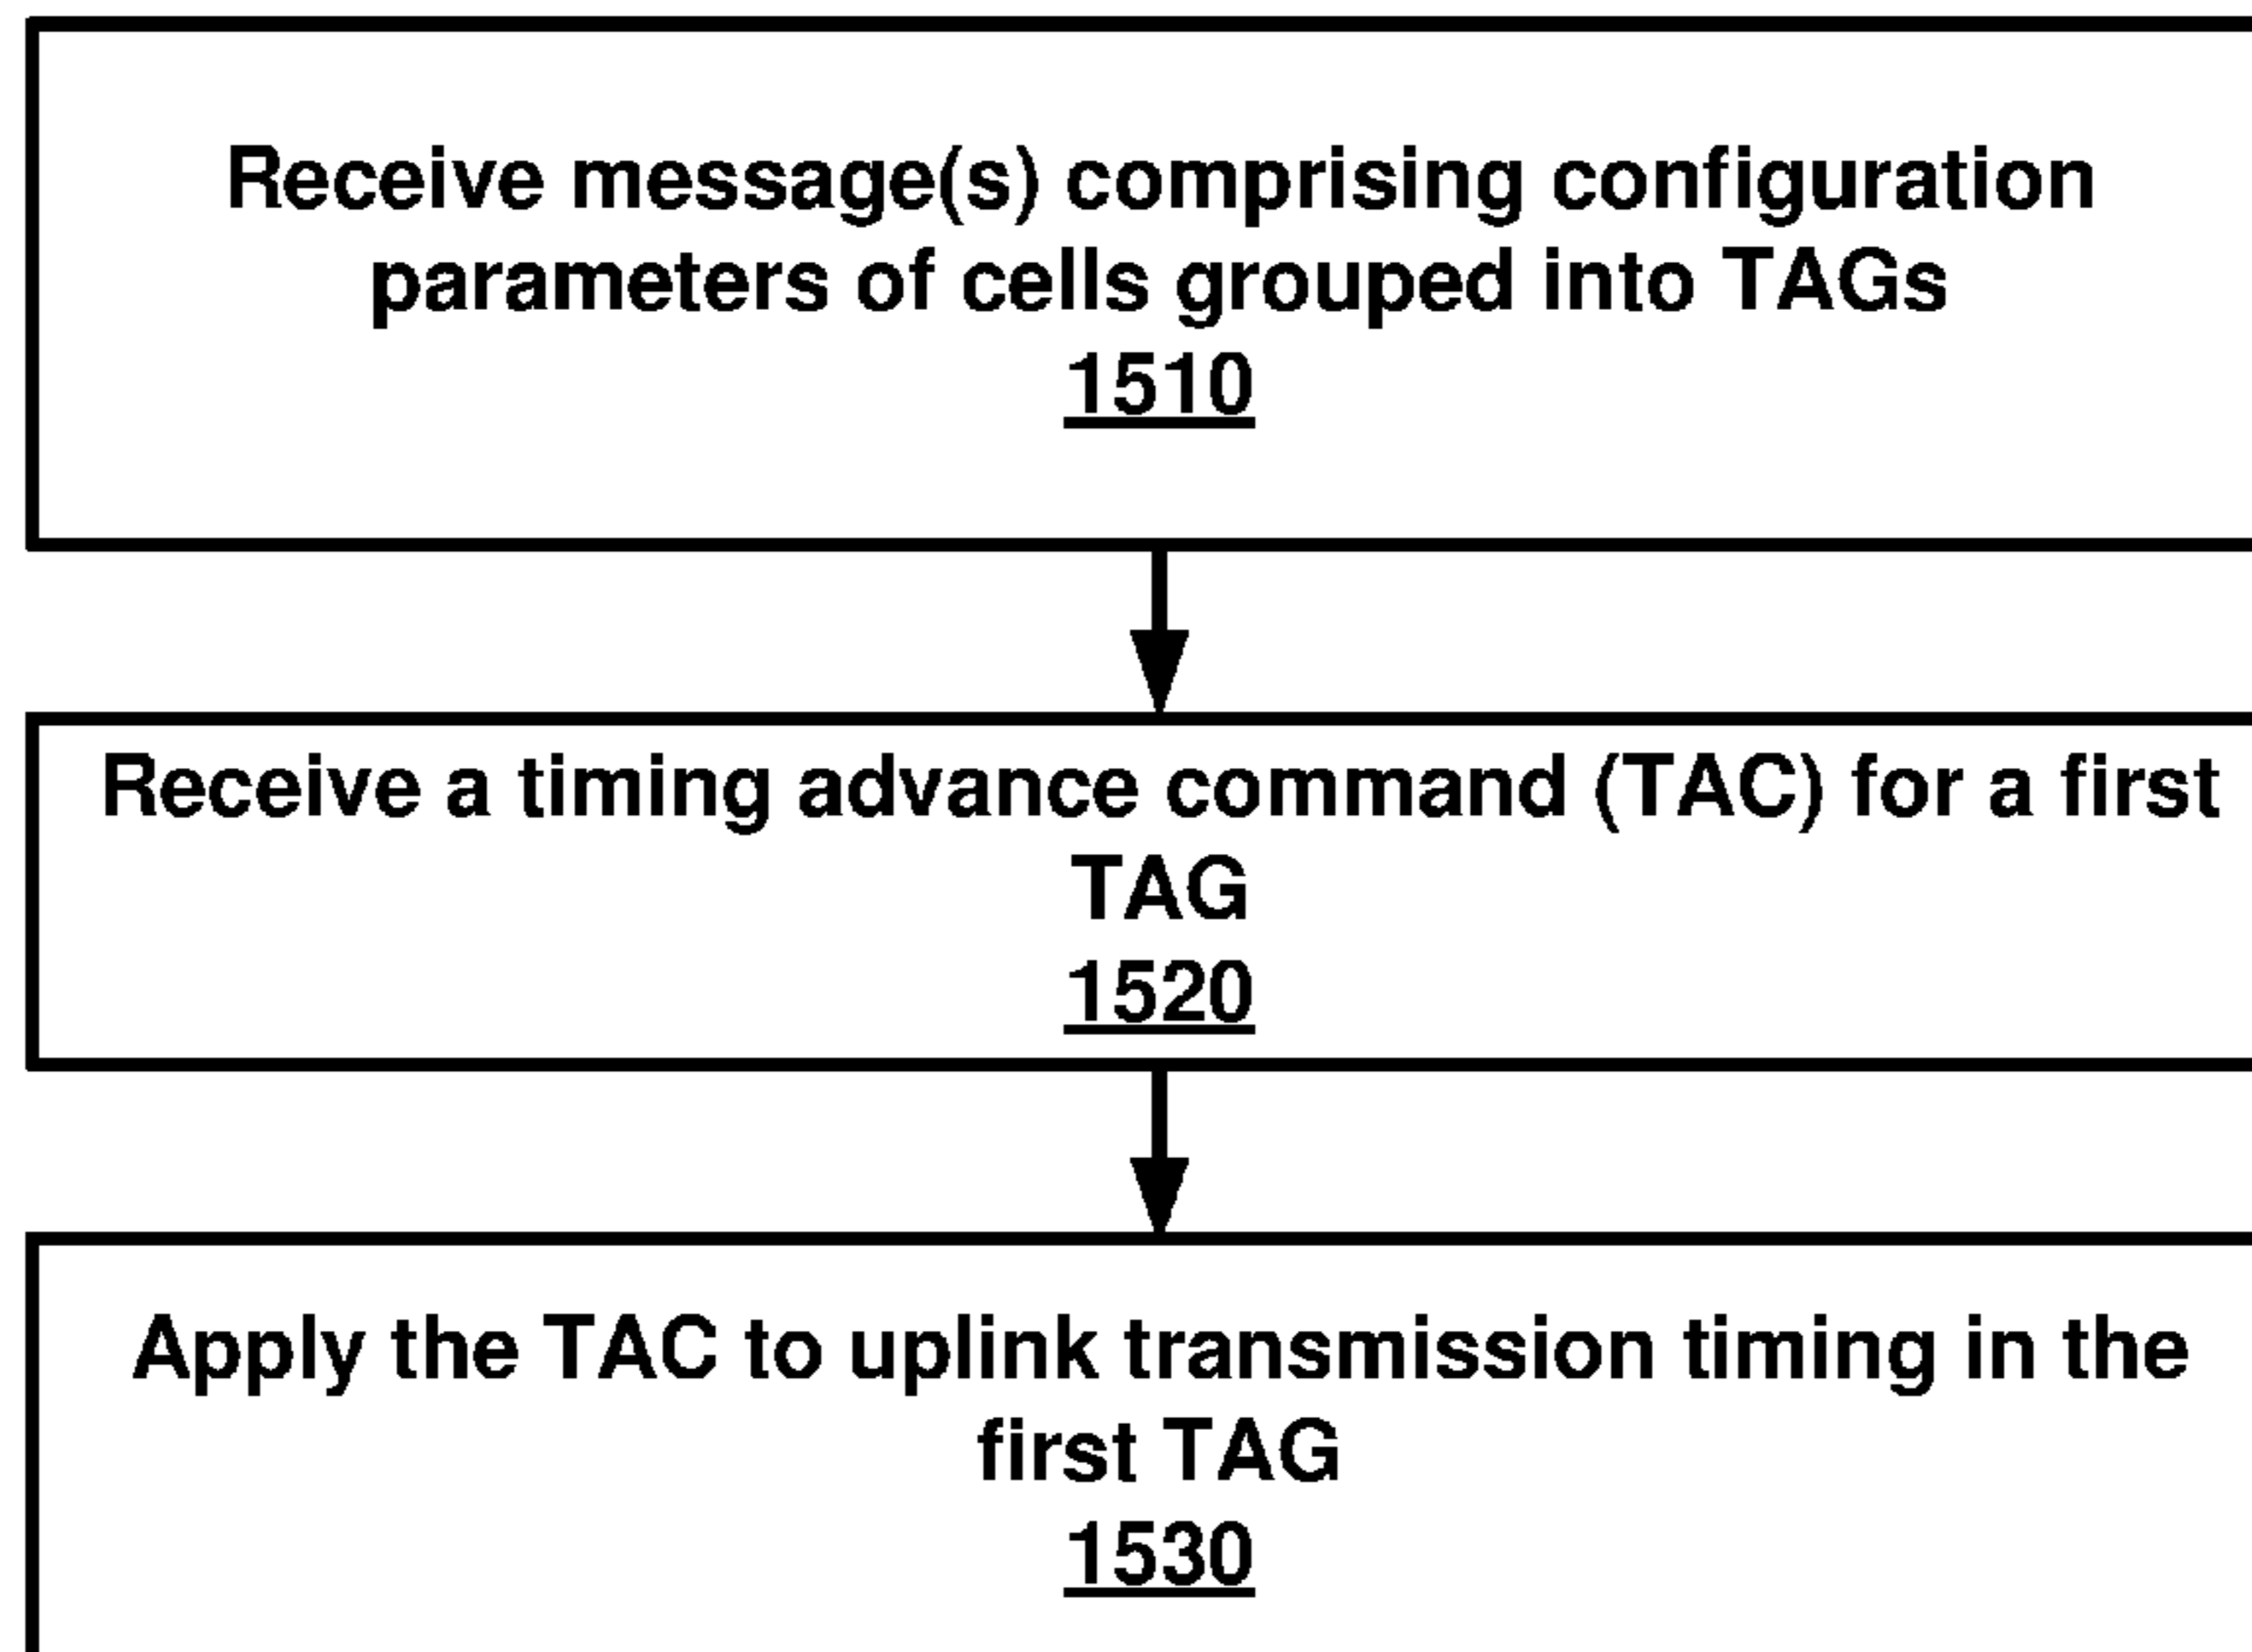 Receive message(s) comprising configuration
parameters of cells grouped into TAGs
1510
Receive a timing advance command (TAC) for a first
TAG
1520
Apply the TAC to uplink transmission timing in the
first TAG
1530